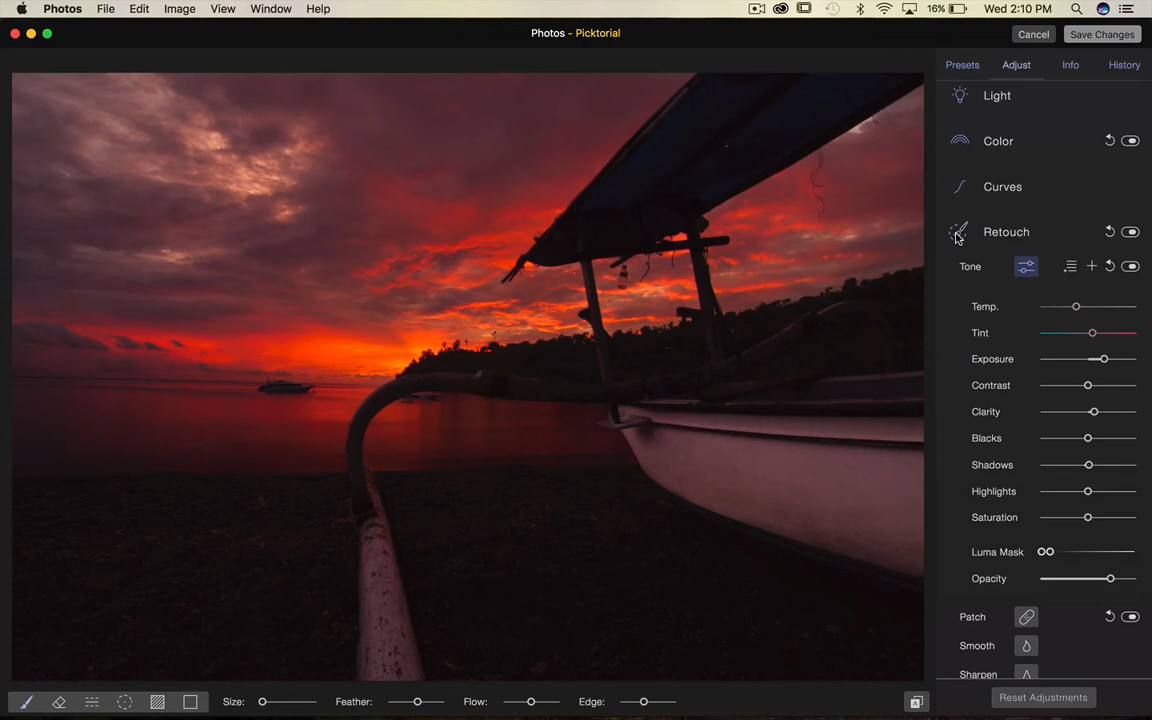 Photos File Edit Image View Window Help 16% Wed 2:10 PM
Photos - Picktorial Cancel Save Changes
Presets Adjust Info History
Light
Color
Curves
Retouch
Tone
Temp.
Tint
Exposure
Contrast
Clarity
Blacks
Shadows
Highlights
Saturation
Luma Mask
Opacity
Patch
Smooth
Sharpen
Size: Feather: Flow: Edge: A Reset Adjustments